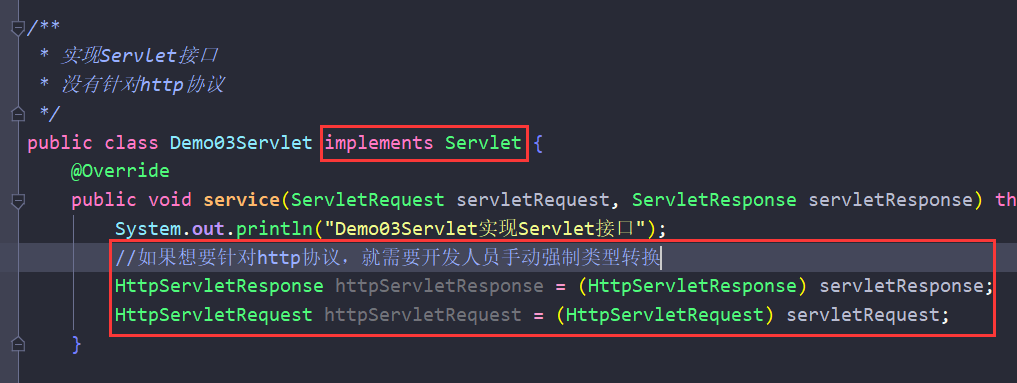 /**
* 实现Servlet接口
* 没有针对http协议
*/
public class Demo03Servlet implements Servlet {
@Override
public void service(ServletRequest servletRequest, ServletResponse servletResponse) th
System.out.println("Demo03Servlet实现Servlet接口");
//如果想要针对http协议，就需要开发人员手动强制类型转换
HttpServletResponse httpServletResponse = (HttpServletResponse) servletResponse;
HttpServletRequest httpServletRequest = (HttpServletRequest) servletRequest;
}